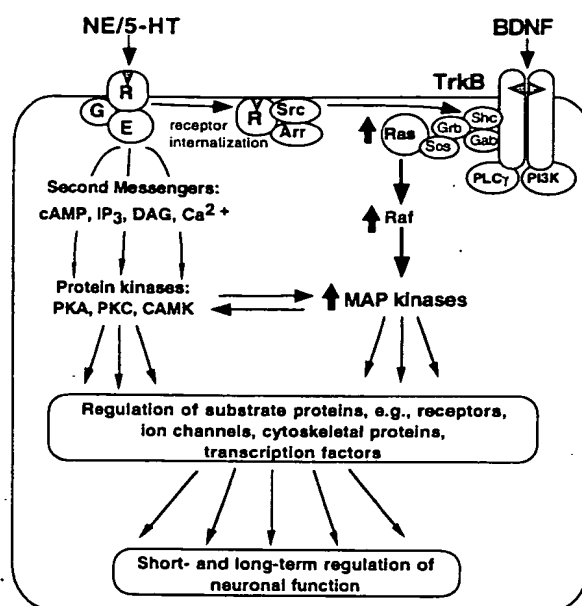 NE/5-HT
BDNF
TrkB
R
G
E
receptor
internalization
R
Src
Arr
Ras
Grb
Sos
Shc
Gab
PLCγ
PI3K
Second Messengers:
cAMP, IP3, DAG, Ca2 +
Raf
Protein kinases:
PKA, PKC, CAMK
MAP kinases
Regulation of substrate proteins, e.g., receptors,
ion channels, cytoskeletal proteins,
transcription factors
Short- and long-term regulation of
neuronal function